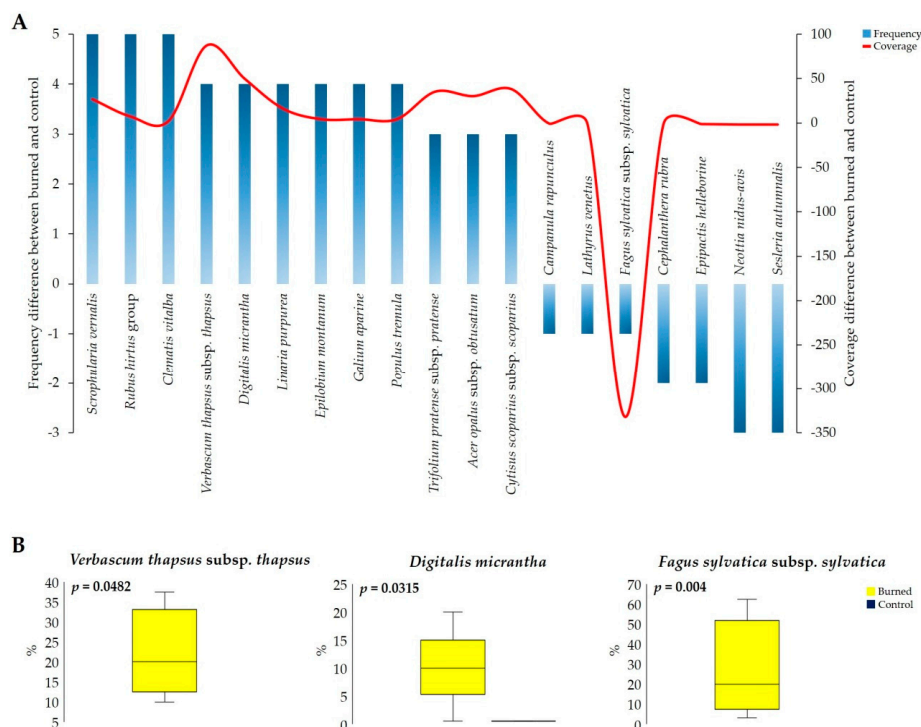 A
Frequency
Coverage
Frequency difference between burned and control
5
4
3
2
1
0
-1
-2
-3
Scrophularia vernalis
Rubus hirtus group
Clematis vitalba
Verbascum thapsus subsp. thapsus
Digitalis micrantha
Linaria purpurea
Epilobium montanum
Galium aparine
Populus tremula
Trifolium pratense subsp. pratense
Acer opalus subsp. obtusatum
Cytisus scoparius subsp. scoparius
Campanula rapunculus
Lathyrus venetus
Fagus sylvatica subsp. sylvatica
Cephalanthera rubra
Epipactis helleborine
Neottia nidus-avis
Sesleria autumnalis
100
50
0
-50
-100
-150
-200
-250
-300
-350
Coverage difference between burned and control
B
Verbascum thapsus subsp. thapsus
p = 0.0482
%
40
35
30
25
20
15
10
5
Digitalis micrantha
p = 0.0315
%
25
20
15
10
5
0
Fagus sylvatica subsp. sylvatica
p = 0.004
%
70
60
50
40
30
20
10
0
Burned
Control